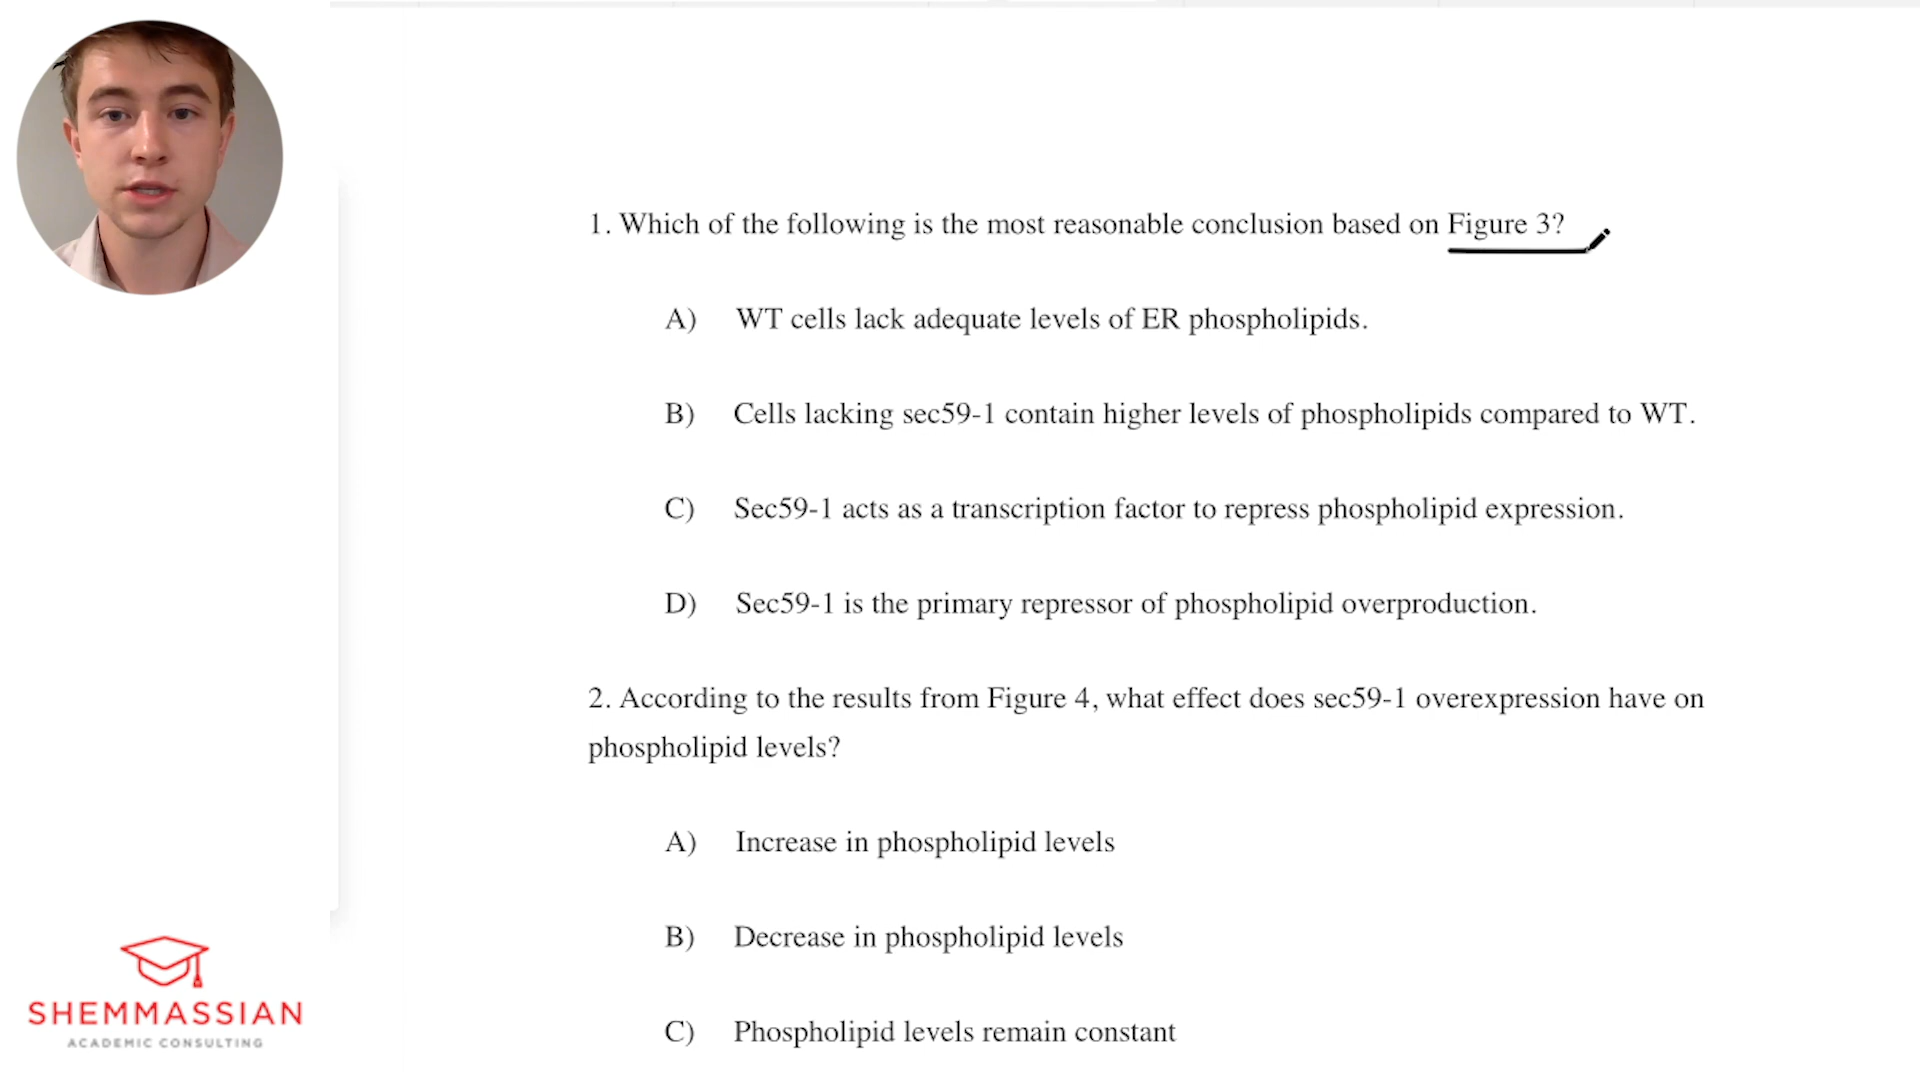 1. Which of the following is the most reasonable conclusion based on Figure 3?
A) WT cells lack adequate levels of ER phospholipids.
B) Cells lacking sec59-1 contain higher levels of phospholipids compared to WT.
C) Sec59-1 acts as a transcription factor to repress phospholipid expression.
D) Sec59-1 is the primary repressor of phospholipid overproduction.
2. According to the results from Figure 4, what effect does sec59-1 overexpression have on
phospholipid levels?
A) Increase in phospholipid levels
B) Decrease in phospholipid levels
C) Phospholipid levels remain constant
SHEMMASSIAN
ACADEMIC CONSULTING